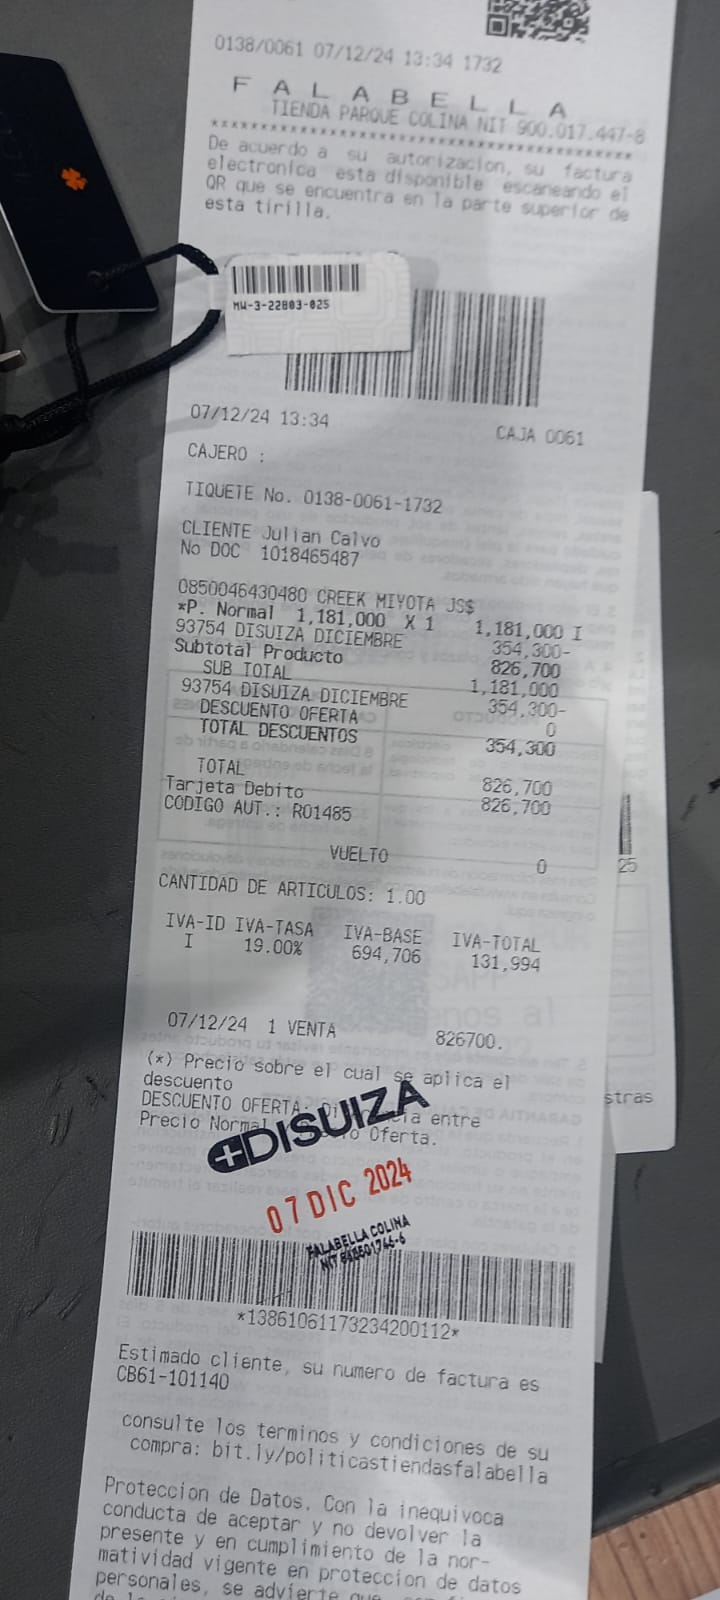 0138/0061 07/12/24 13:34 1732
F A L A B E L L A
TIENDA PARQUE COLINA NIT 900.017.447-8
****************************************
De acuerdo a su autorizacion, su factura
electronica esta disponible escaneando el
QR que se encuentra en la parte superior de
esta tirilla.
MW-3-22803-025
07/12/24 13:34 CAJA 0061
CAJERO :
TIQUETE No. 0138-0061-1732
CLIENTE Julian Calvo
No DOC 1018465487
0850046430480 CREEK MIYOTA JS$
*P. Normal 1,181,000 X 1 1,181,000 I
93754 DISUIZA DICIEMBRE 354,300-
Subtotal Producto 826,700
SUB TOTAL 1,181,000
93754 DISUIZA DICIEMBRE 354,300-
DESCUENTO OFERTA 0
TOTAL DESCUENTOS 354,300
TOTAL 826,700
Tarjeta Debito 826,700
CODIGO AUT.: R01485
VUELTO 0
25
CANTIDAD DE ARTICULOS: 1.00
IVA-ID IVA-TASA IVA-BASE IVA-TOTAL
I 19.00% 694,706 131,994
07/12/24 1 VENTA 826700.
(*) Precio sobre el cual se aplica el
descuento
stras
DESCUENTO OFERTA: entre
Precio Oferta.
DISUIZA
07 DIC 2024
FALABELLA COLINA
NIT
*13861061173234200112*
Estimado cliente, su numero de factura es
CB61-101140
consulte los terminos y condiciones de su
compra: bit.ly/politicastiendasfalabella
Proteccion de Datos. Con la inequivoca
conducta de aceptar y no devolver la
presente y en cumplimiento de la nor-
matividad vigente en proteccion de datos
personales, se advierte que